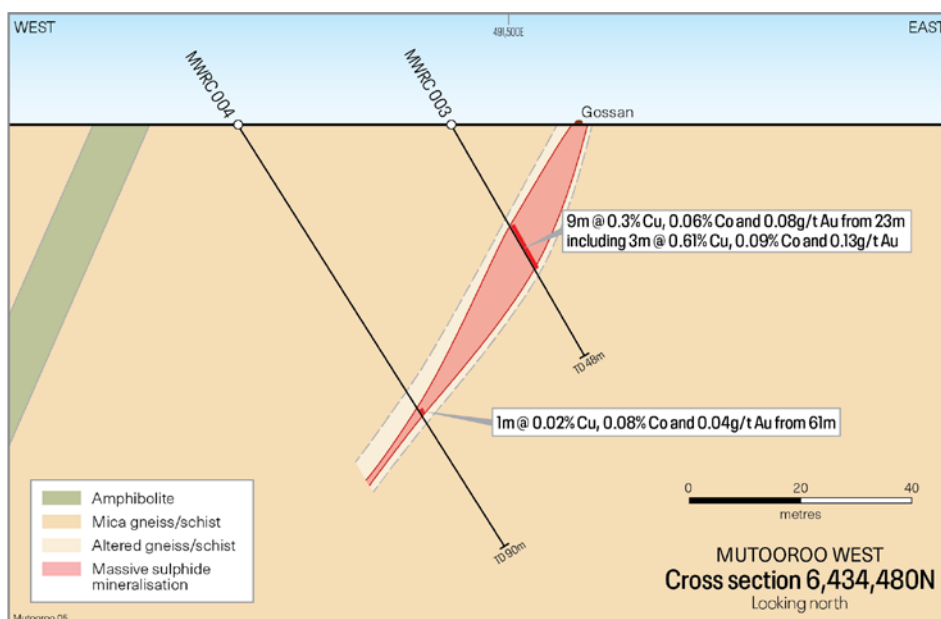 WEST
491,500E
EAST
MWRC 004
MWRC 003
Gossan
9m @ 0.3% Cu, 0.06% Co and 0.08g/t Au from 23m
including 3m @ 0.61% Cu, 0.09% Co and 0.13g/t Au
TD 48m
1m @ 0.02% Cu, 0.08% Co and 0.04g/t Au from 61m
TD 90m
Amphibolite
Mica gneiss/schist
Altered gneiss/schist
Massive sulphide
mineralisation
0 20 40
metres
MUTOOROO WEST
Cross section 6,434,480N
Looking north
Mutooroo 05